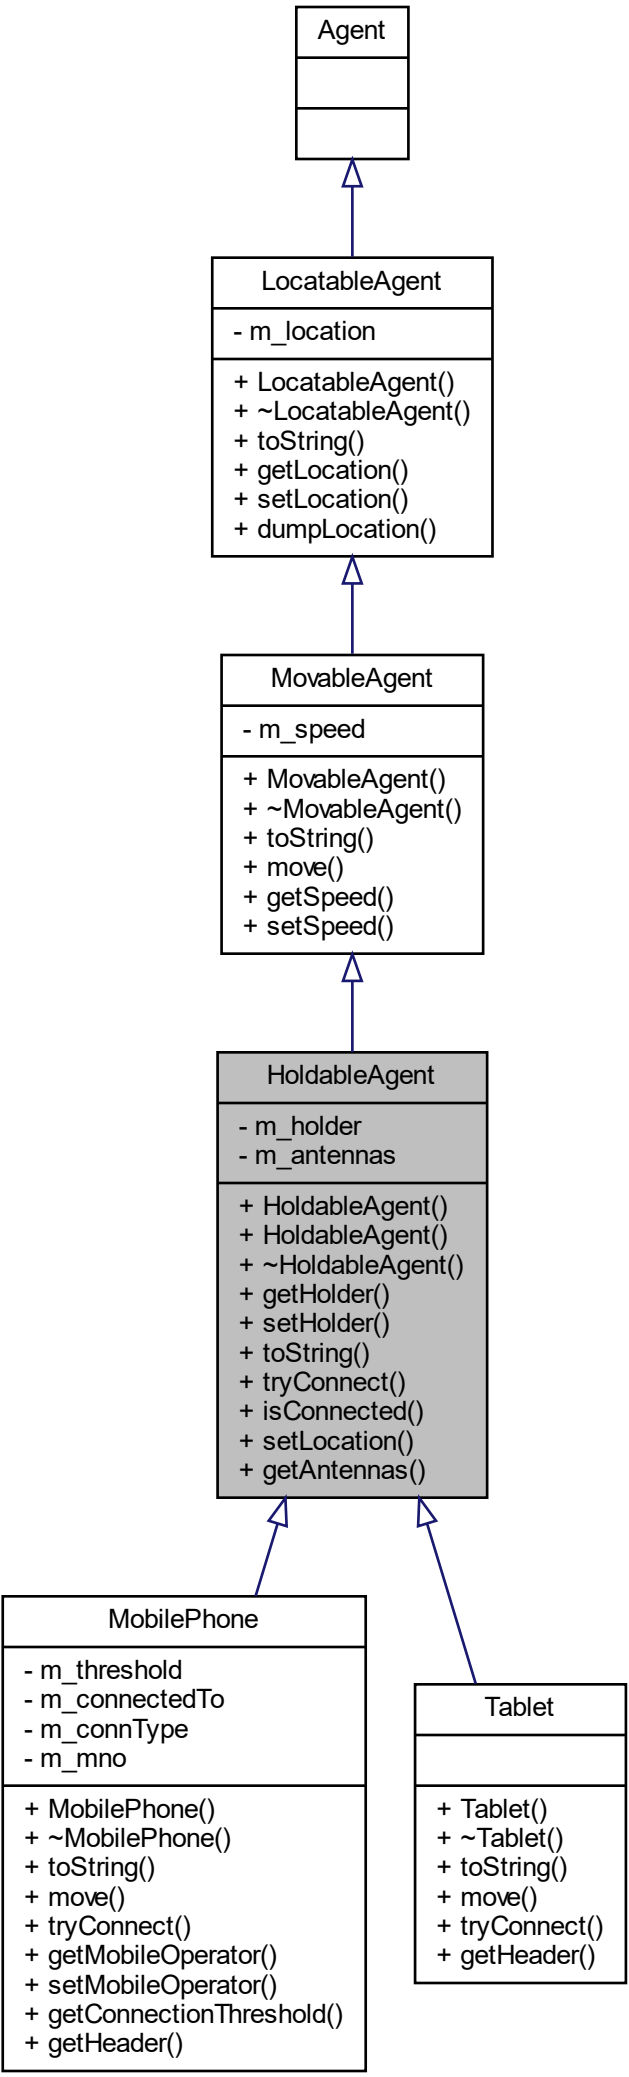 Agent
LocatableAgent
- m_location
+ LocatableAgent()
+ ~LocatableAgent()
+ toString()
+ getLocation()
+ setLocation()
+ dumpLocation()
MovableAgent
- m_speed
+ MovableAgent()
+ ~MovableAgent()
+ toString()
+ move()
+ getSpeed()
+ setSpeed()
HoldableAgent
- m_holder
- m_antennas
+ HoldableAgent()
+ HoldableAgent()
+ ~HoldableAgent()
+ getHolder()
+ setHolder()
+ toString()
+ tryConnect()
+ isConnected()
+ setLocation()
+ getAntennas()
MobilePhone
- m_threshold
- m_connectedTo
- m_connType
- m_mno
+ MobilePhone()
+ ~MobilePhone()
+ toString()
+ move()
+ tryConnect()
+ getMobileOperator()
+ setMobileOperator()
+ getConnectionThreshold()
+ getHeader()
Tablet
+ Tablet()
+ ~Tablet()
+ toString()
+ move()
+ tryConnect()
+ getHeader()